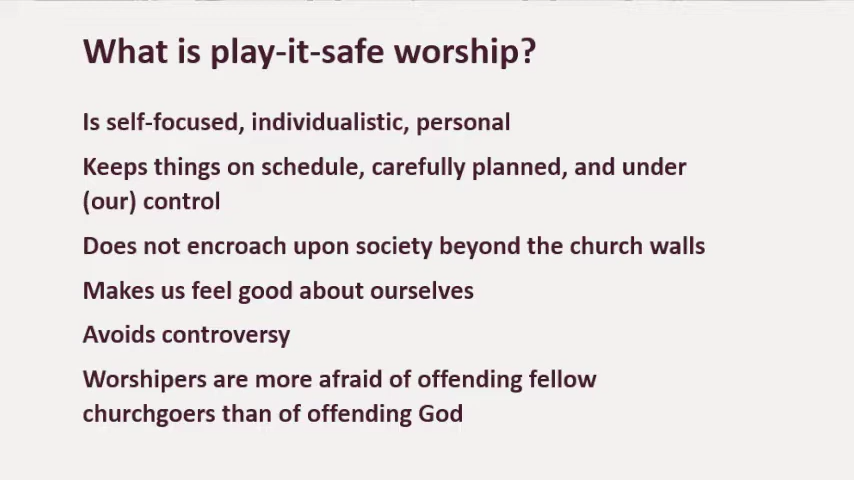 What is play-it-safe worship?
Is self-focused, individualistic, personal
Keeps things on schedule, carefully planned, and under
(our) control
Does not encroach upon society beyond the church walls
Makes us feel good about ourselves
Avoids controversy
Worshipers are more afraid of offending fellow
churchgoers than of offending God